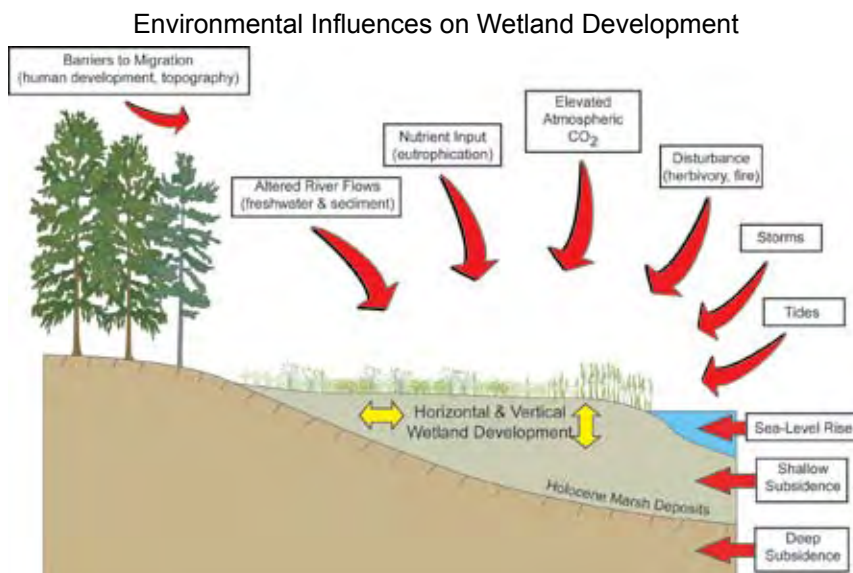 Environmental Influences on Wetland Development
Barriers to Migration
(human development, topography)
Elevated
Atmospheric
CO2
Nutrient Input
(eutrophication)
Disturbance
(herbivory, fire)
Altered River Flows
(freshwater & sediment)
Storms
Tides
Horizontal & Vertical
Wetland Development
Sea-Level Rise
Shallow
Subsidence
Holocene Marsh Deposits
Deep
Subsidence